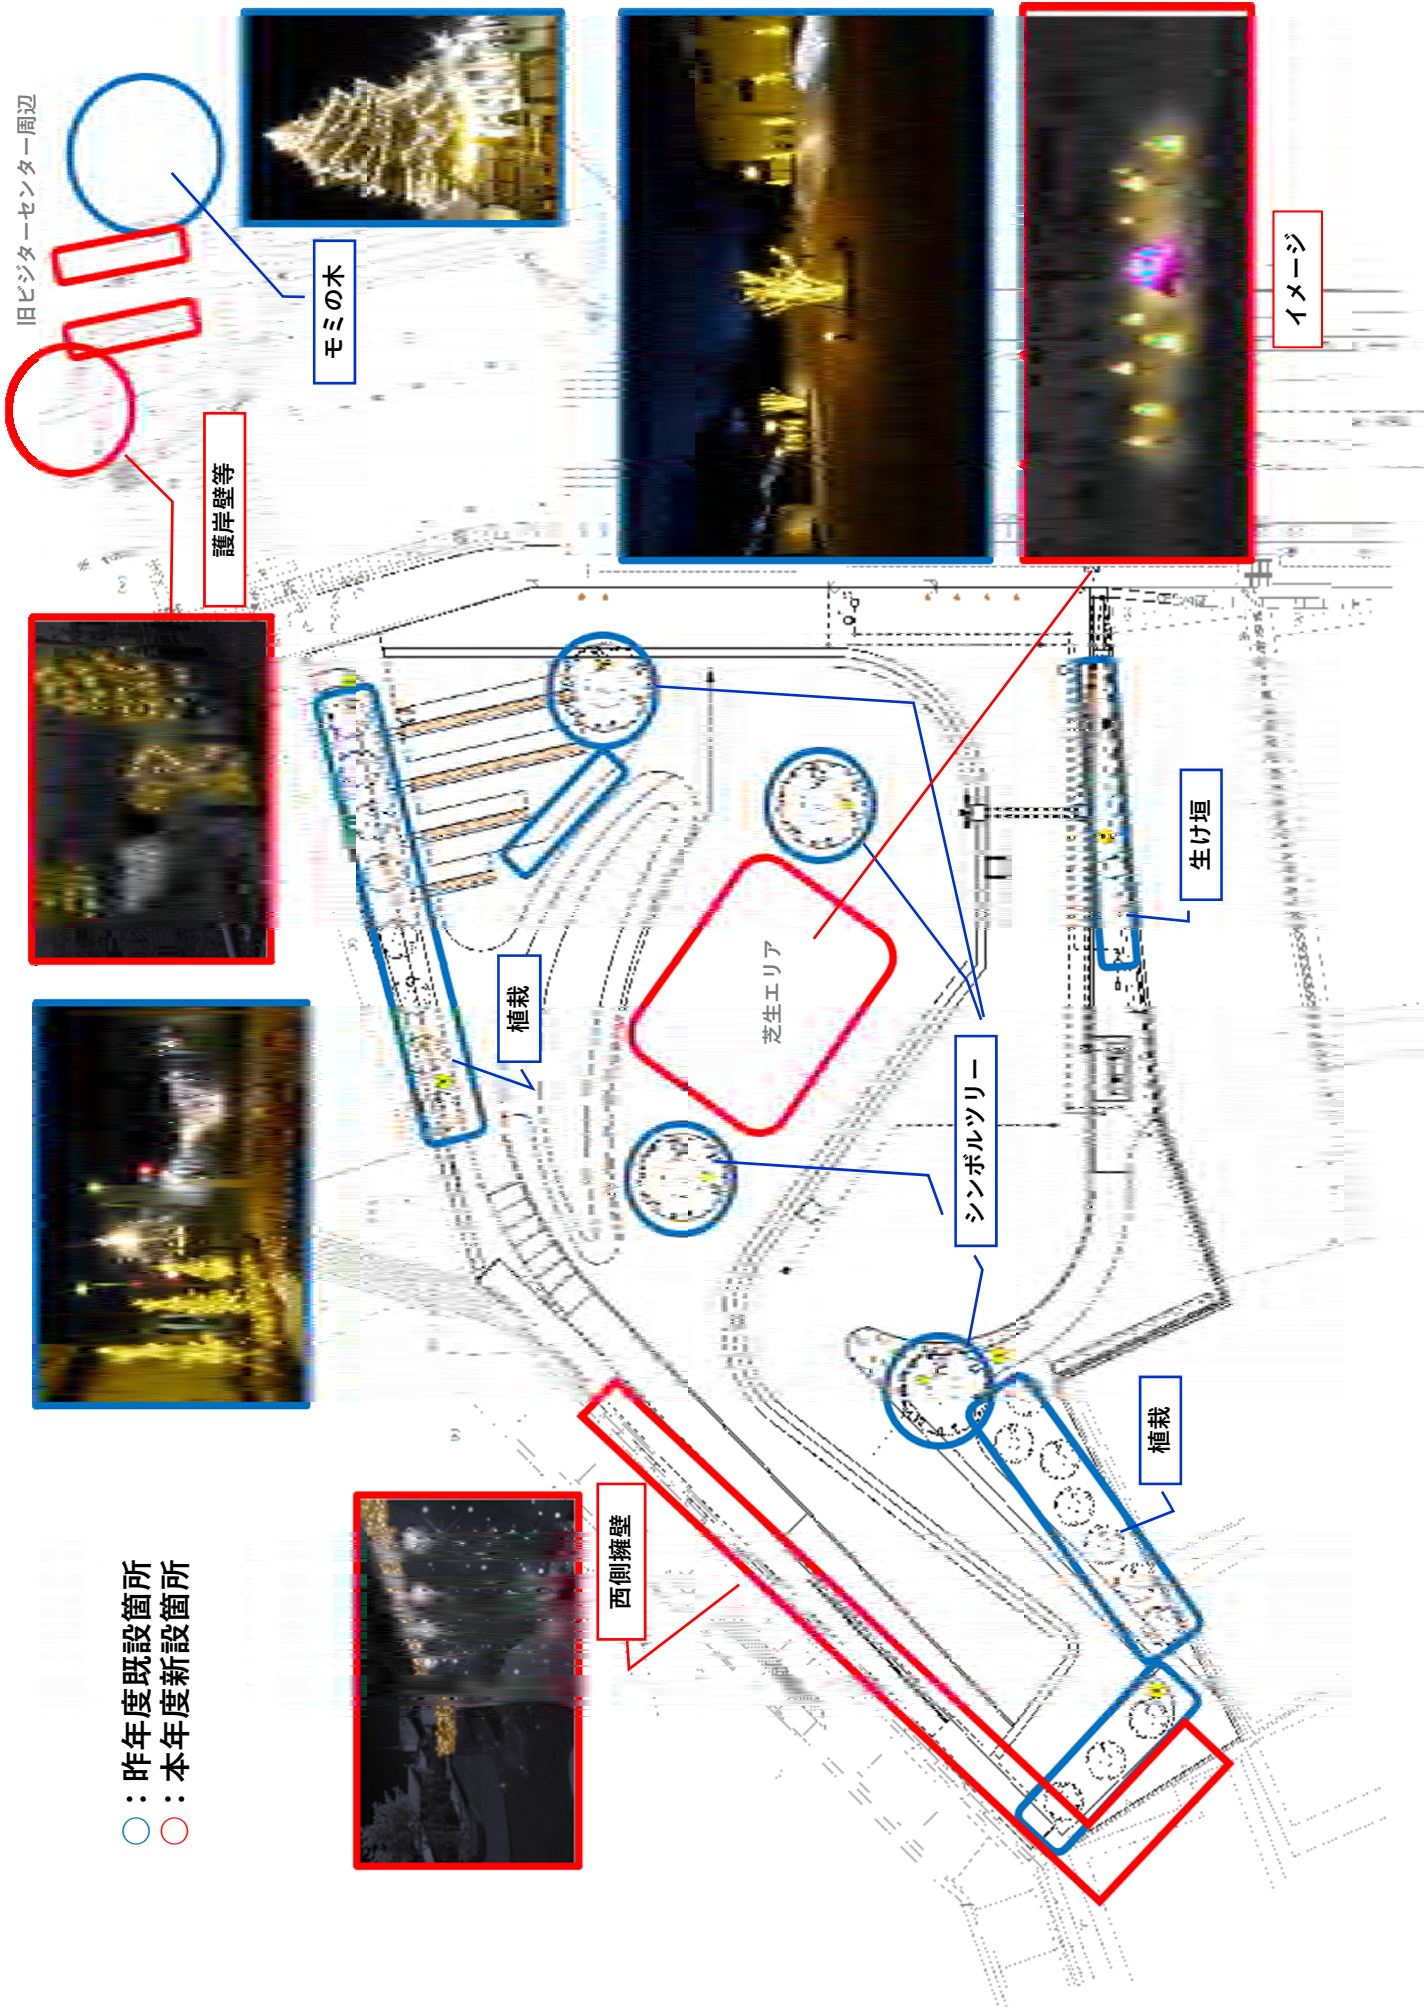 ○：昨年度既設箇所
○：本年度新設箇所
旧ビジターセンター周辺
護岸壁等
モミの木
植栽
西側擁壁
芝生エリア
シンボルツリー
生け垣
植栽
イメージ